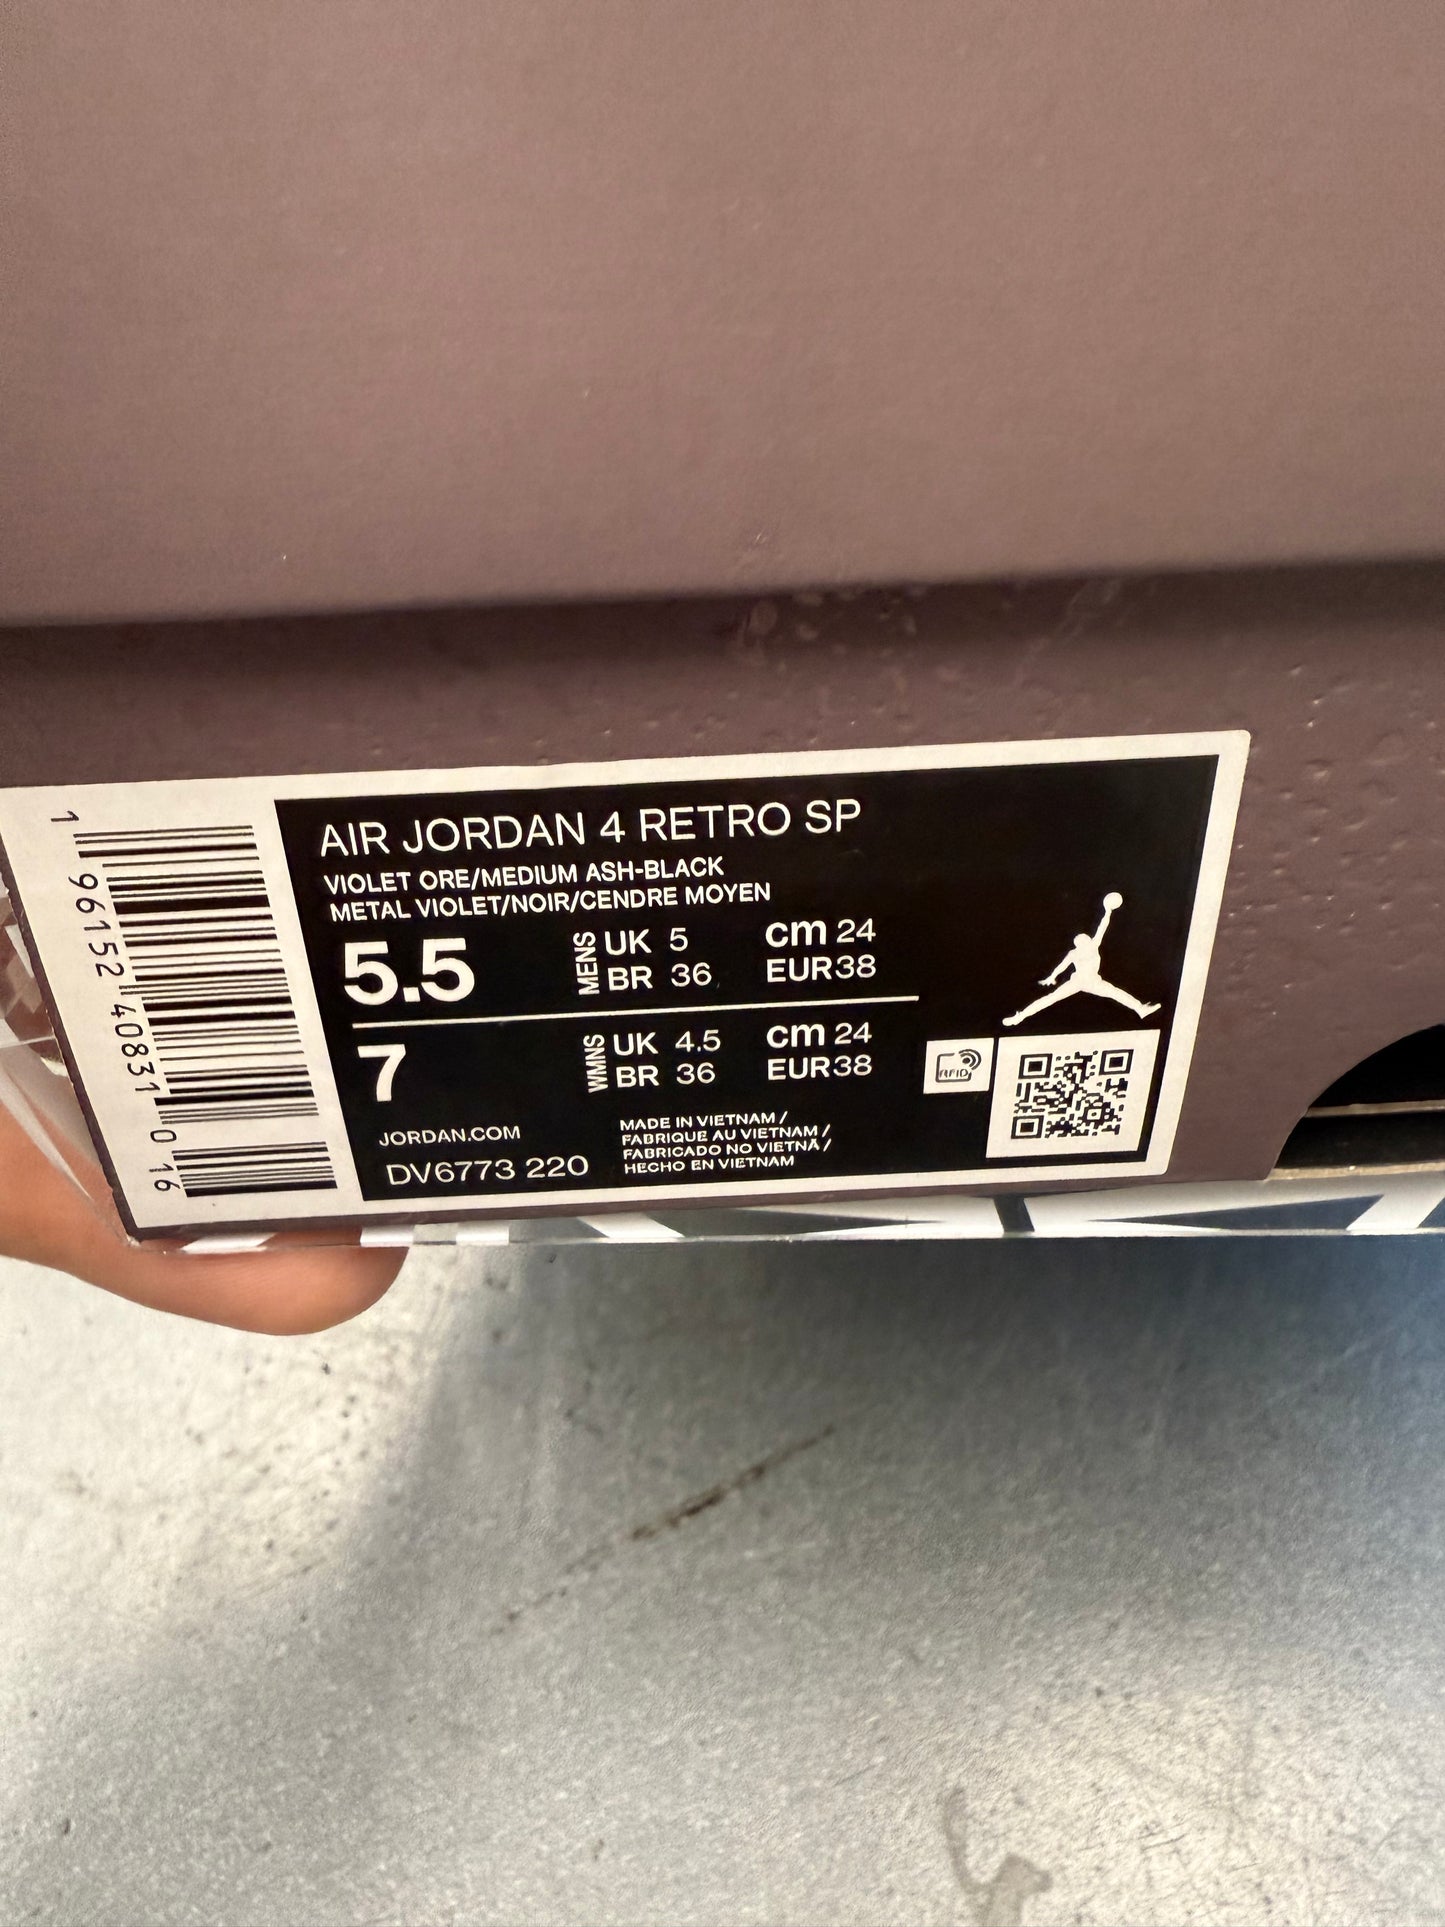 AIR JORDAN 4 RETRO SP
VIOLET ORE/MEDIUM ASH-BLACK
METAL VIOLET/NOIR/CENDRE MOYEN
5.5 MENS UK 5 cm 24
BR 36 EUR38
7 WMNS UK 4.5 cm 24
BR 36 EUR38
JORDAN.COM
DV6773 220
MADE IN VIETNAM /
FABRIQUE AU VIETNAM /
FABRICADO NO VIETNÃ /
HECHO EN VIETNAM
RFID
1 96152 40831 0 16